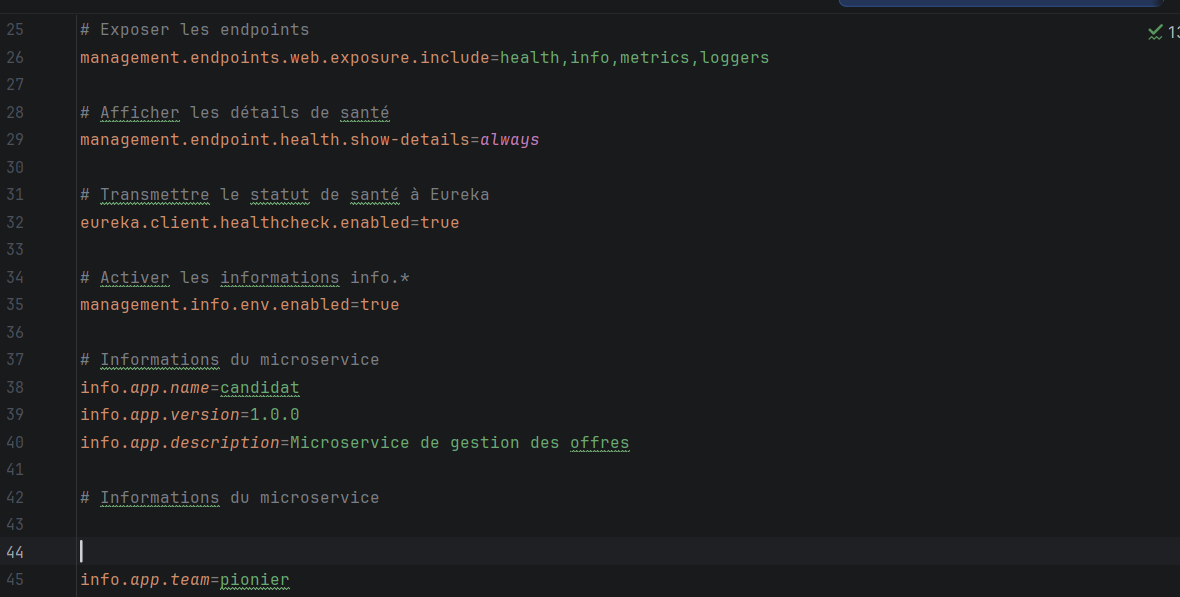 25 # Exposer les endpoints
26 management.endpoints.web.exposure.include=health,info,metrics,loggers
27
28 # Afficher les détails de santé
29 management.endpoint.health.show-details=always
30
31 # Transmettre le statut de santé à Eureka
32 eureka.client.healthcheck.enabled=true
33
34 # Activer les informations info.*
35 management.info.env.enabled=true
36
37 # Informations du microservice
38 info.app.name=candidat
39 info.app.version=1.0.0
40 info.app.description=Microservice de gestion des offres
41
42 # Informations du microservice
43
44
45 info.app.team=pionier